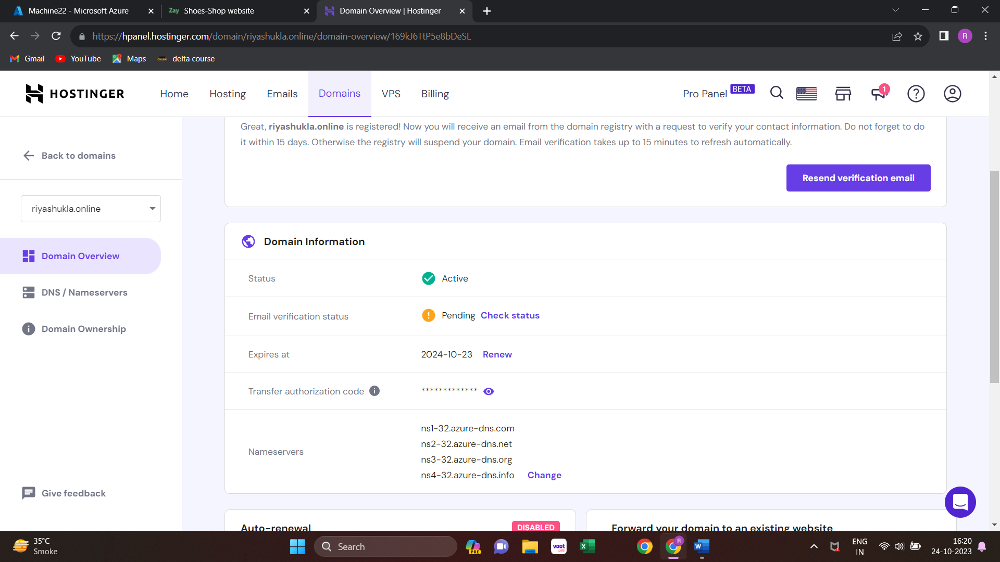 Machine22 - Microsoft Azure
Zay Shoes-Shop website
Domain Overview | Hostinger
https://hpanel.hostinger.com/domain/riyashukla.online/domain-overview/169kJ6TtP5e8bDeSL
R
Gmail
YouTube
Maps
delta course
HOSTINGER
Home
Hosting
Emails
Domains
VPS
Billing
Pro Panel BETA
1
Great, riyashukla.online is registered! Now you will receive an email from the domain registry with a request to verify your contact information. Do not forget to do
it within 15 days. Otherwise the registry will suspend your domain. Email verification takes up to 15 minutes to refresh automatically.
Resend verification email
Back to domains
riyashukla.online
Domain Overview
DNS / Nameservers
Domain Ownership
Give feedback
Domain Information
Status Active
Email verification status Pending Check status
Expires at 2024-10-23 Renew
Transfer authorization code *************
Nameservers
ns1-32.azure-dns.com
ns2-32.azure-dns.net
ns3-32.azure-dns.org
ns4-32.azure-dns.info Change
Auto-renewal DISABLED
Forward your domain to an existing website
35°C
Smoke
Search
PRE
voot
Lite
R
ENG
IN
16:20
24-10-2023